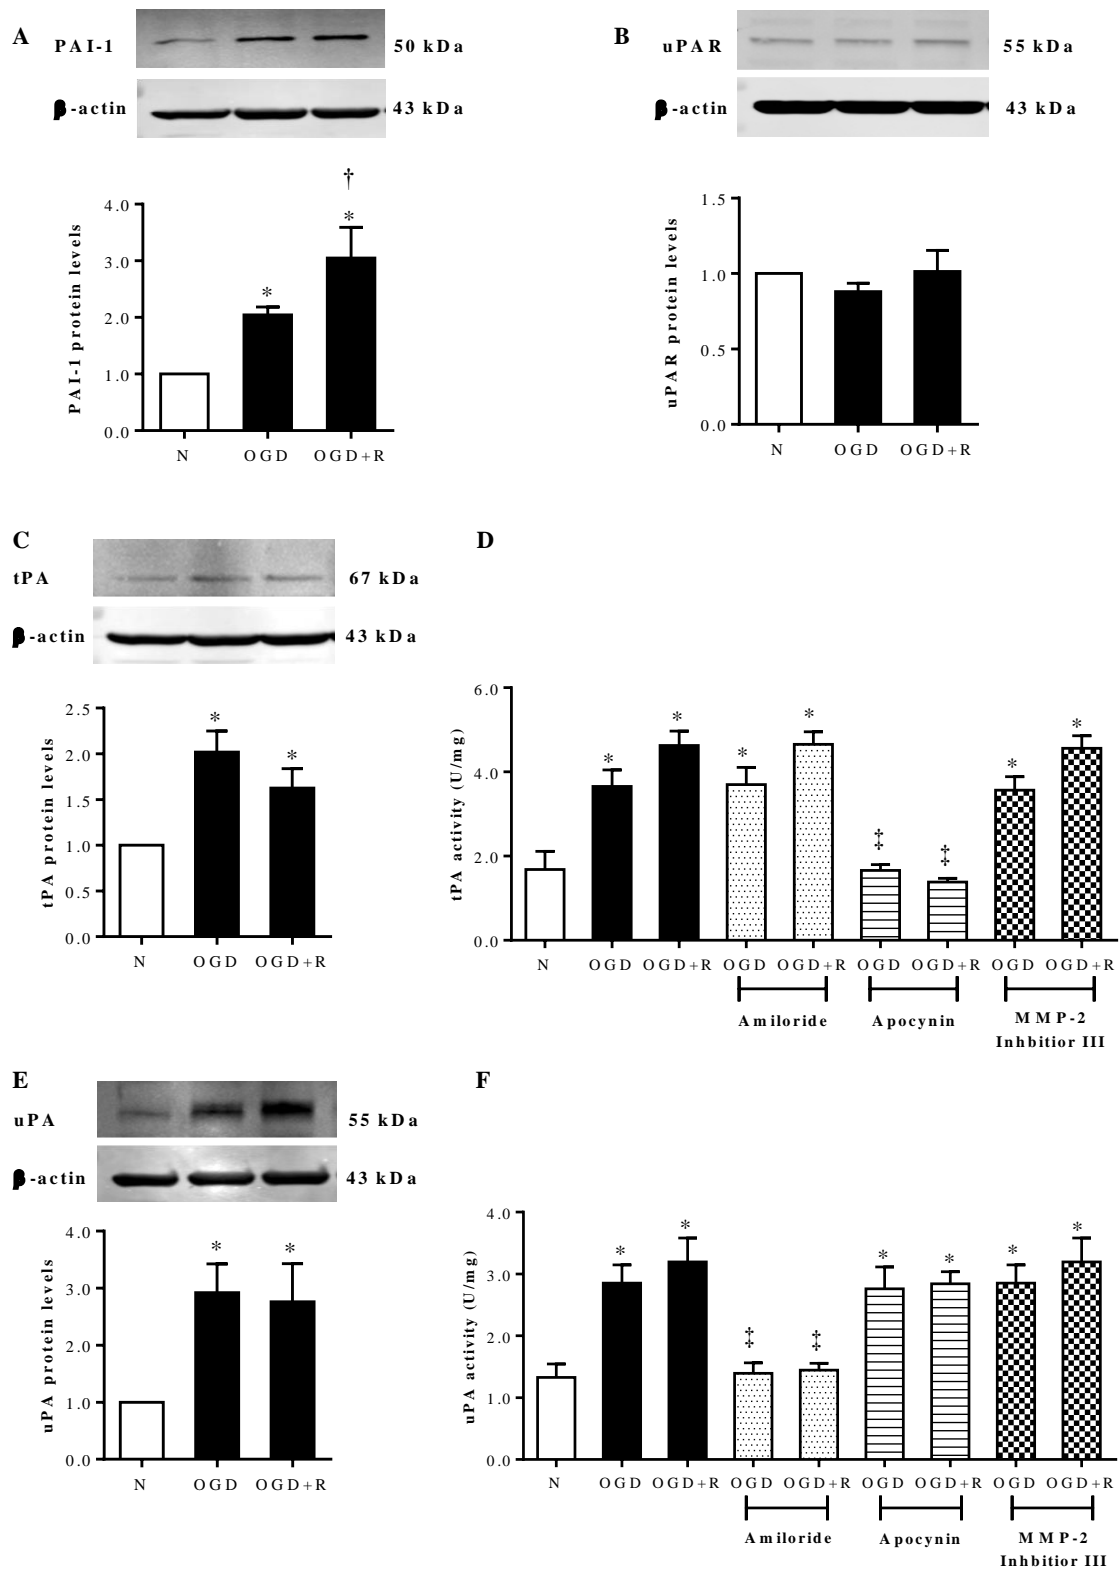 A
PAI-1
50 kDa
β-actin
43 kDa
†
*
*
4.0
3.0
2.0
1.0
0.0
PAI-1 protein levels
N
OGD
OGD+R
B
uPAR
55 kDa
β-actin
43 kDa
1.5
1.0
0.5
0.0
uPAR protein levels
N
OGD
OGD+R
C
tPA
67 kDa
β-actin
43 kDa
2.5
2.0
1.5
1.0
0.5
0.0
tPA protein levels
*
*
N
OGD
OGD+R
D
6.0
4.0
2.0
0.0
tPA activity (U/mg)
*
*
*
*
‡
‡
*
*
N
OGD
OGD+R
OGD
OGD+R
OGD
OGD+R
OGD
OGD+R
Amiloride
Apocynin
MMP-2
Inhbitior III
E
uPA
55 kDa
β-actin
43 kDa
4.0
3.0
2.0
1.0
0.0
uPA protein levels
*
*
N
OGD
OGD+R
F
4.0
3.0
2.0
1.0
0.0
uPA activity (U/mg)
*
*
‡
‡
*
*
*
*
N
OGD
OGD+R
OGD
OGD+R
OGD
OGD+R
OGD
OGD+R
Amiloride
Apocynin
MMP-2
Inhbitior III